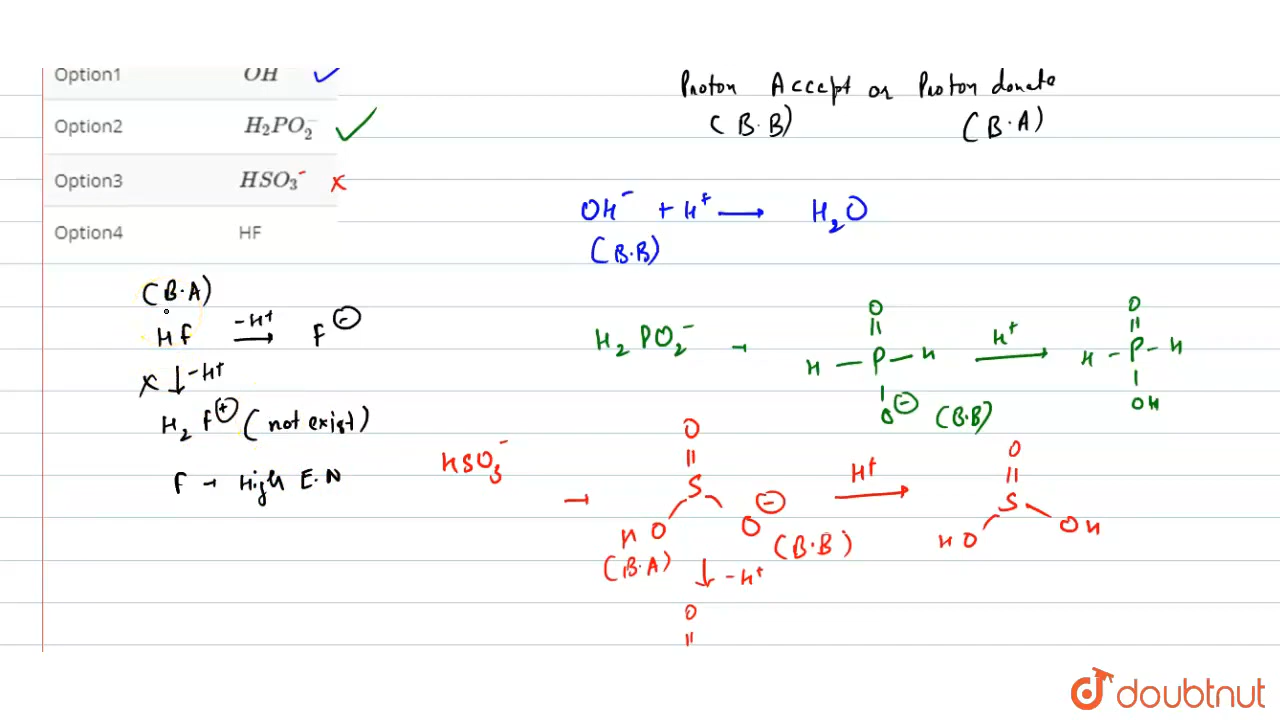 Option1 OH ✓
Option2 H₂PO₂⁻ ✓
Option3 HSO₃⁻ x
Option4 HF
Proton Accept or Proton donate
(B.B) (B.A)
OH⁻ + H⁺ → H₂O
(B.B)
(B.A)
Hf -H⁺ → f⊖
x ↓ -H⁺
H₂f⊕ (not exist)
f → High E.N
H₂PO₂⁻ →
O
||
H — P — H
|
O⊖ (B.B)
H⁺ →
O
||
H – P – H
|
OH
HSO₃⁻ →
O
||
S
HO O⊖
(B.A) (B.B)
H⁺ →
O
||
S
HO OH
↓ -H⁺
O
||
doubtnut